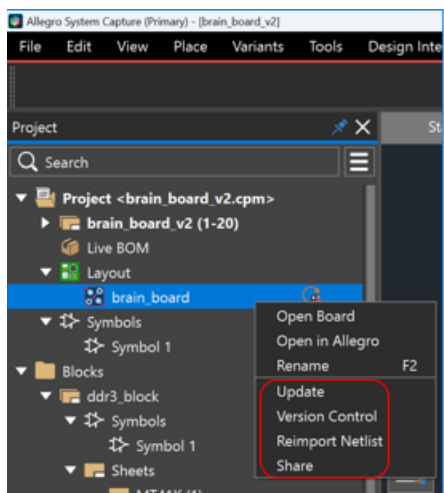 Allegro System Capture (Primary) - [brain_board_v2]
File Edit View Place Variants Tools Design Inte
Project
St
Search
Project <brain_board_v2.cpm>
brain_board_v2 (1-20)
Live BOM
Layout
brain_board
Open Board
Symbols
Open in Allegro
Symbol 1
Rename F2
Blocks
Update
ddr3_block
Version Control
Symbols
Reimport Netlist
Symbol 1
Share
Sheets